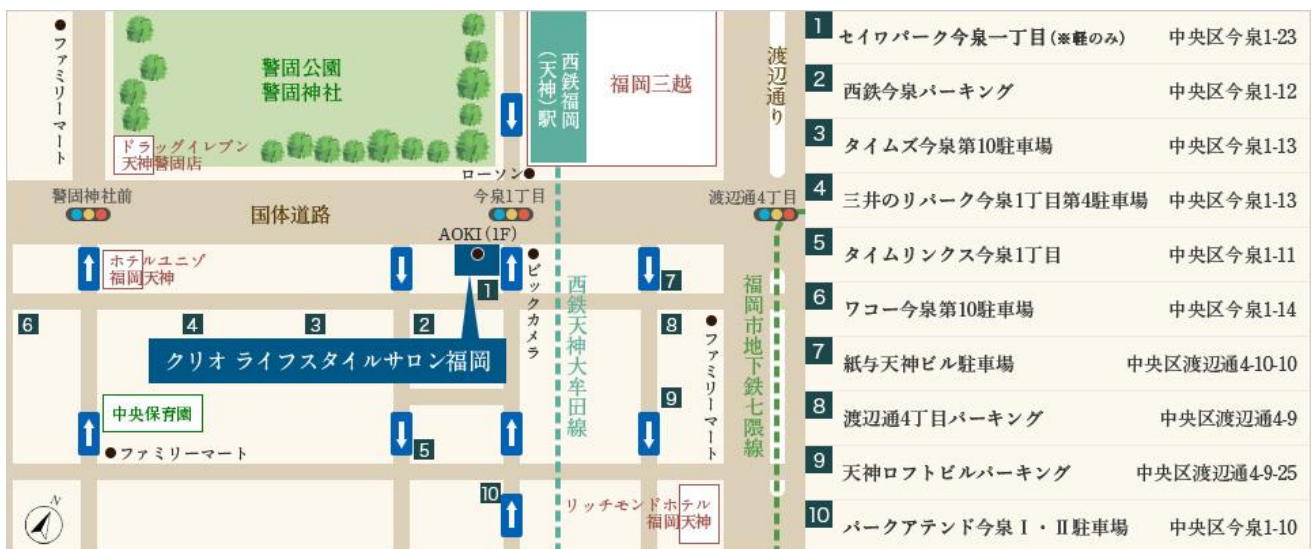 ファミリーマート
警固公園
警固神社
ドラッグイレブン
天神警固店
西鉄福岡
(天神)駅
福岡三越
渡辺通り
ローソン
警固神社前
国体道路
今泉1丁目
渡辺通4丁目
AOKI(1F)
ホテルユニゾ
福岡天神
ビックカメラ
西鉄天神大牟田線
福岡市地下鉄七隈線
1
7
6
4
3
2
8
クリオ ライフスタイルサロン福岡
ファミリーマート
中央保育園
9
ファミリーマート
5
10
リッチモンドホテル
福岡天神
N
1 セイワパーク今泉一丁目(※軽のみ) 中央区今泉1-23
2 西鉄今泉パーキング 中央区今泉1-12
3 タイムズ今泉第10駐車場 中央区今泉1-13
4 三井のリパーク今泉1丁目第4駐車場 中央区今泉1-13
5 タイムリンクス今泉1丁目 中央区今泉1-11
6 ワコー今泉第10駐車場 中央区今泉1-14
7 紙与天神ビル駐車場 中央区渡辺通4-10-10
8 渡辺通4丁目パーキング 中央区渡辺通4-9
9 天神ロフトビルパーキング 中央区渡辺通4-9-25
10 パークアテンド今泉Ⅰ・Ⅱ駐車場 中央区今泉1-10